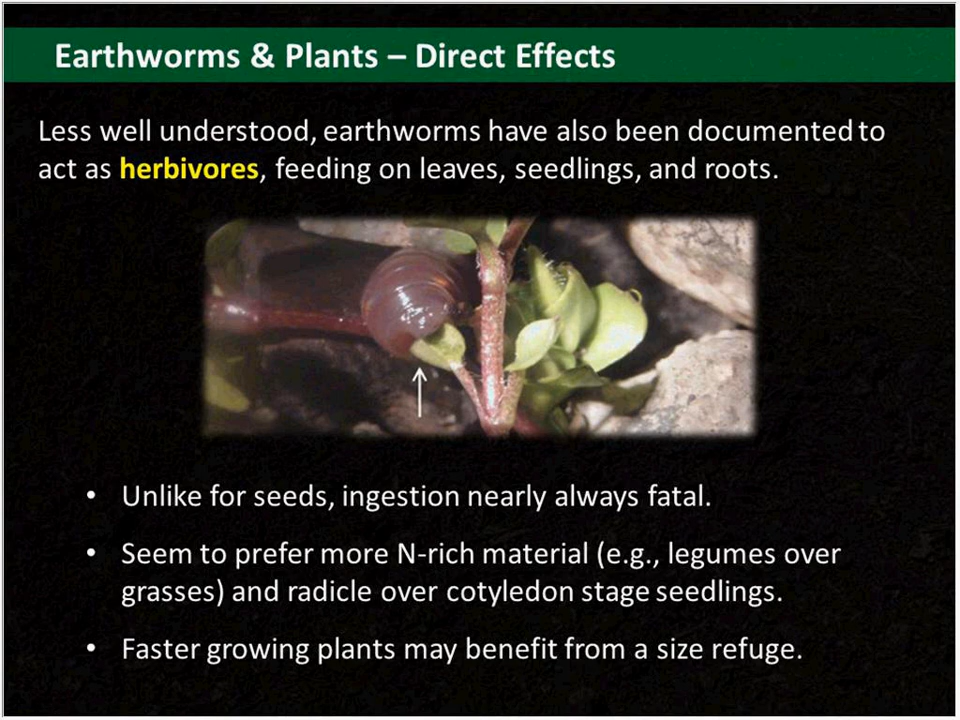 Earthworms & Plants – Direct Effects
Less well understood, earthworms have also been documented to
act as herbivores, feeding on leaves, seedlings, and roots.
• Unlike for seeds, ingestion nearly always fatal.
• Seem to prefer more N-rich material (e.g., legumes over
grasses) and radicle over cotyledon stage seedlings.
• Faster growing plants may benefit from a size refuge.